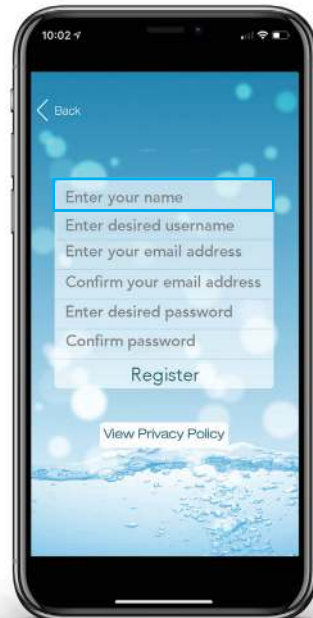 10:02
Back
Enter your name
Enter desired username
Enter your email address
Confirm your email address
Enter desired password
Confirm password
Register
View Privacy Policy